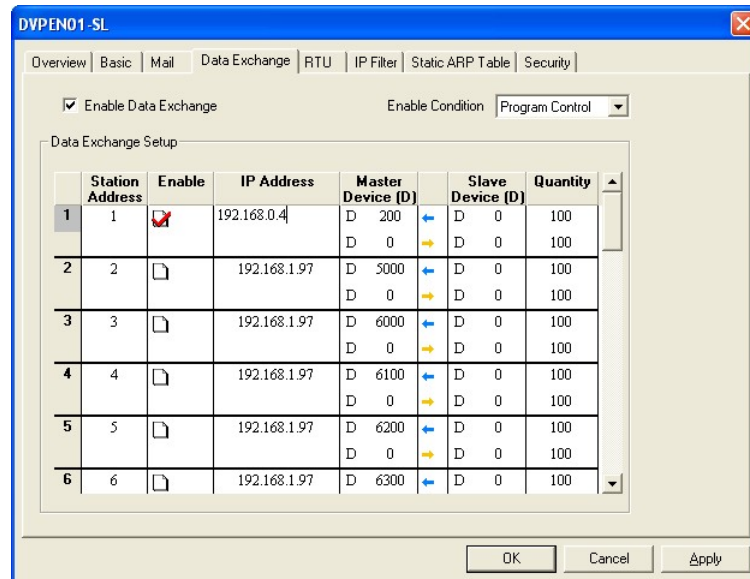 DVPEN01-SL
Overview Basic Mail Data Exchange RTU IP Filter Static ARP Table Security
Enable Data Exchange Enable Condition Program Control
Data Exchange Setup
Station Address Enable IP Address Master Device (D) Slave Device (D) Quantity
1 1 192.168.0.4 D 200 D 0 100
D 0 D 0 100
2 2 192.168.1.97 D 5000 D 0 100
D 0 D 0 100
3 3 192.168.1.97 D 6000 D 0 100
D 0 D 0 100
4 4 192.168.1.97 D 6100 D 0 100
D 0 D 0 100
5 5 192.168.1.97 D 6200 D 0 100
D 0 D 0 100
6 6 192.168.1.97 D 6300 D 0 100
OK Cancel Apply